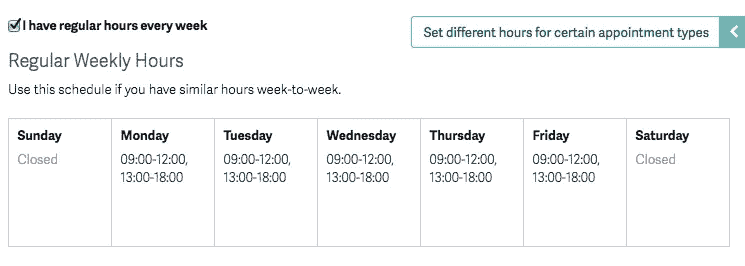 I have regular hours every week
Set different hours for certain appointment types
Regular Weekly Hours
Use this schedule if you have similar hours week-to-week.
Sunday
Closed
Monday
09:00-12:00,
13:00-18:00
Tuesday
09:00-12:00,
13:00-18:00
Wednesday
09:00-12:00,
13:00-18:00
Thursday
09:00-12:00,
13:00-18:00
Friday
09:00-12:00,
13:00-18:00
Saturday
Closed